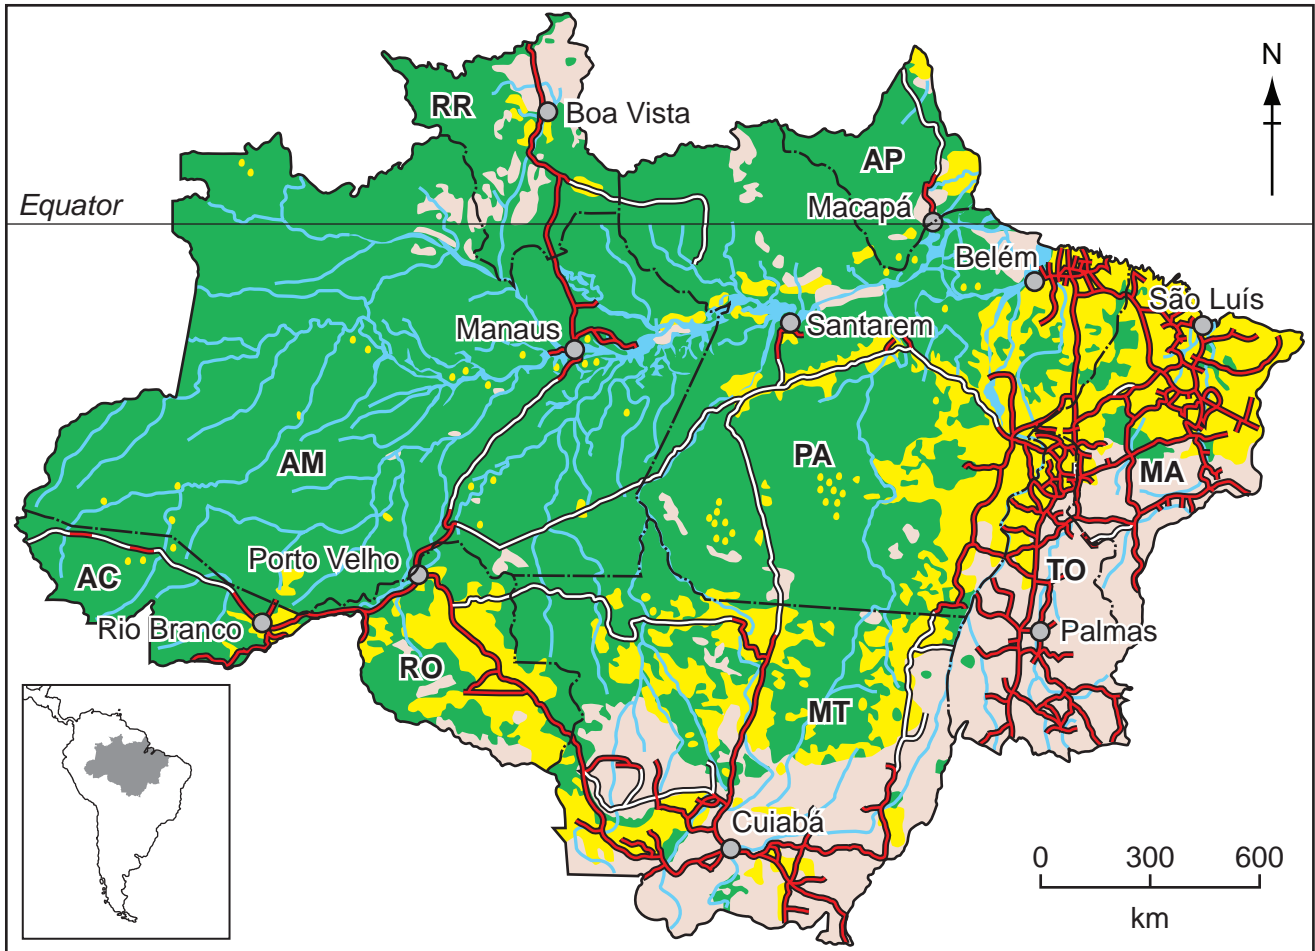 N
RR
Boa Vista
AP
Equator
Macapá
Belém
São Luís
Manaus
Santarem
AM
PA
MA
Porto Velho
AC
TO
Rio Branco
Palmas
RO
MT
Cuiabá
0 300 600
km